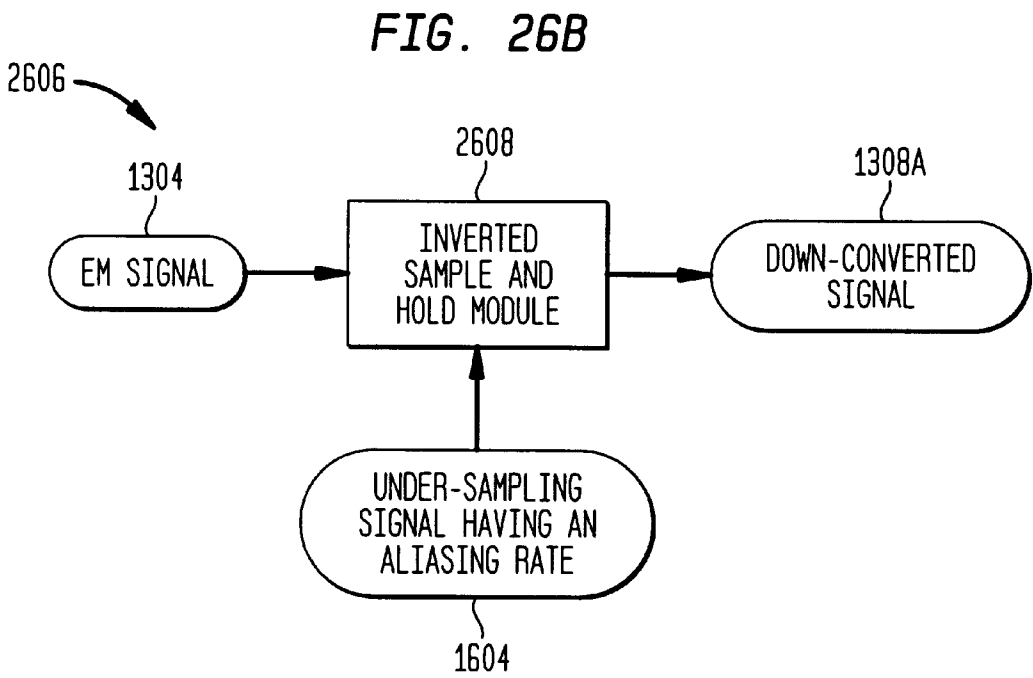 FIG. 26B
2606
1304
2608
1308A
EM SIGNAL
INVERTED
SAMPLE AND
HOLD MODULE
DOWN-CONVERTED
SIGNAL
UNDER-SAMPLING
SIGNAL HAVING AN
ALIASING RATE
1604